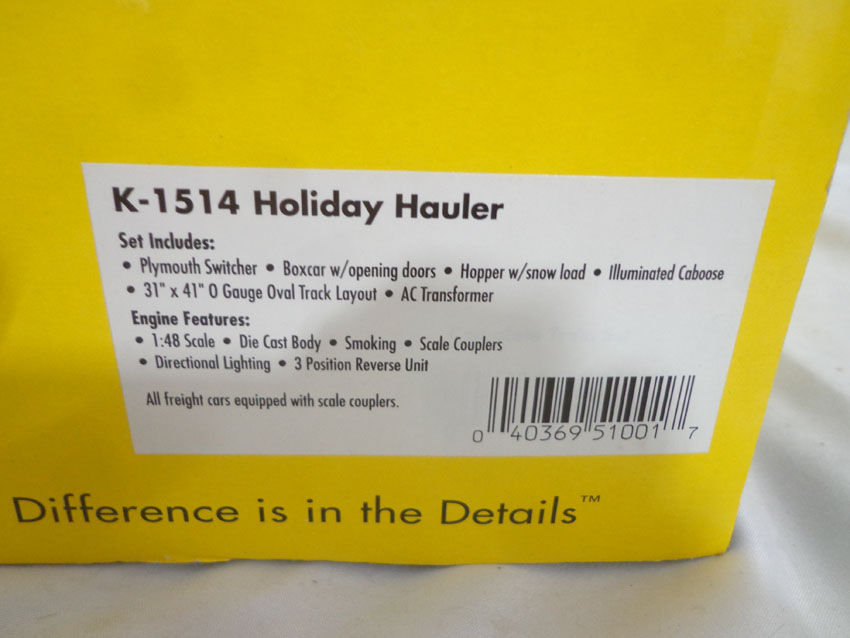 K-1514 Holiday Hauler
Set Includes:
• Plymouth Switcher • Boxcar w/opening doors • Hopper w/snow load • Illuminated Caboose
• 31" x 41" O Gauge Oval Track Layout • AC Transformer
Engine Features:
• 1:48 Scale • Die Cast Body • Smoking • Scale Couplers
• Directional Lighting • 3 Position Reverse Unit
All freight cars equipped with scale couplers.
0 40369 51001 7
Difference is in the Details™